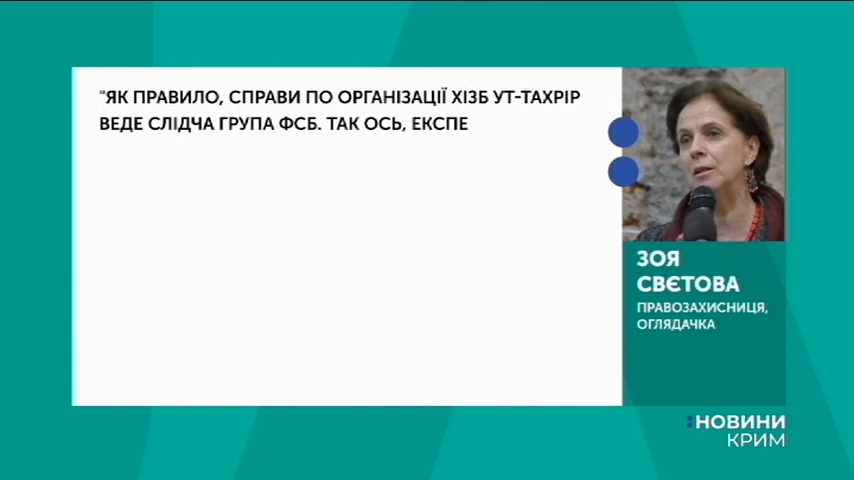 "ЯК ПРАВИЛО, СПРАВИ ПО ОРГАНІЗАЦІЇ ХІЗБ УТ-ТАХРІР
ВЕДЕ СЛІДЧА ГРУПА ФСБ. ТАК ОСЬ, ЕКСПЕ
ЗОЯ
СВЄТОВА
ПРАВОЗАХИСНИЦЯ,
ОГЛЯДАЧКА
:НОВИНИ
КРИМ